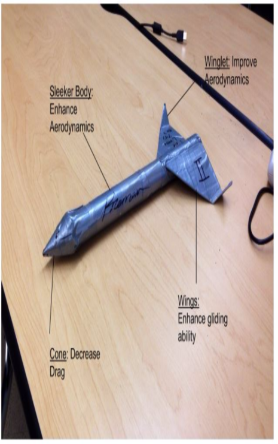 Winglet: Improve
Aerodynamics
Sleeker Body:
Enhance
Aerodynamics
Wings:
Enhance gliding
ability
Cone: Decrease
Drag